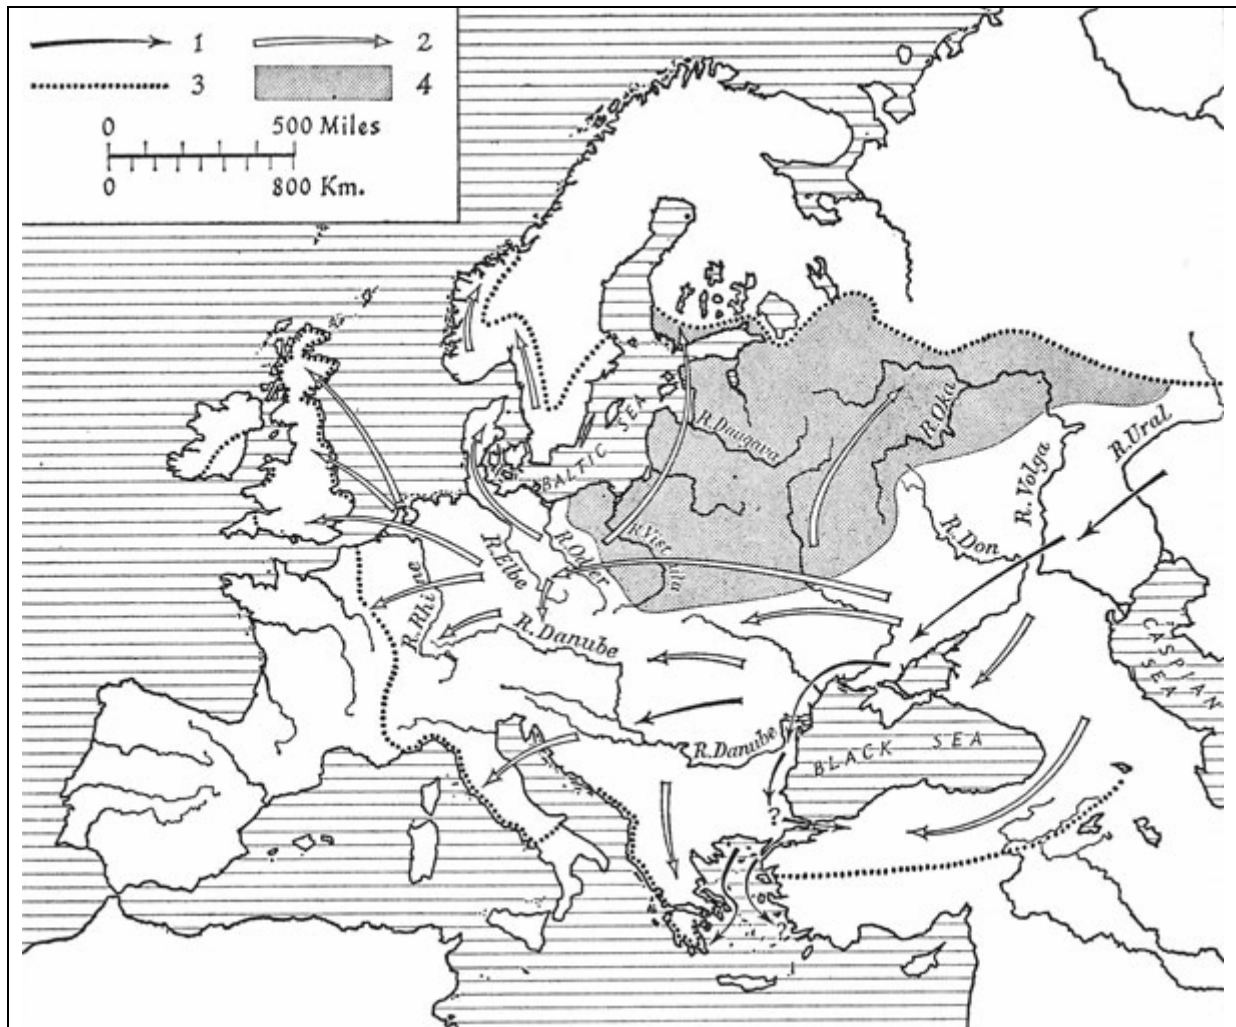 1 2
3 4
0 500 Miles
0 800 Km.
BALTIC SEA
R. Daugava
R. Oka
R. Volga
R. Ural
R. Don
R. Vistula
R. Oder
R. Elbe
R. Rhine
R. Danube
R. Danube
BLACK SEA
CASPIAN SEA
?
?